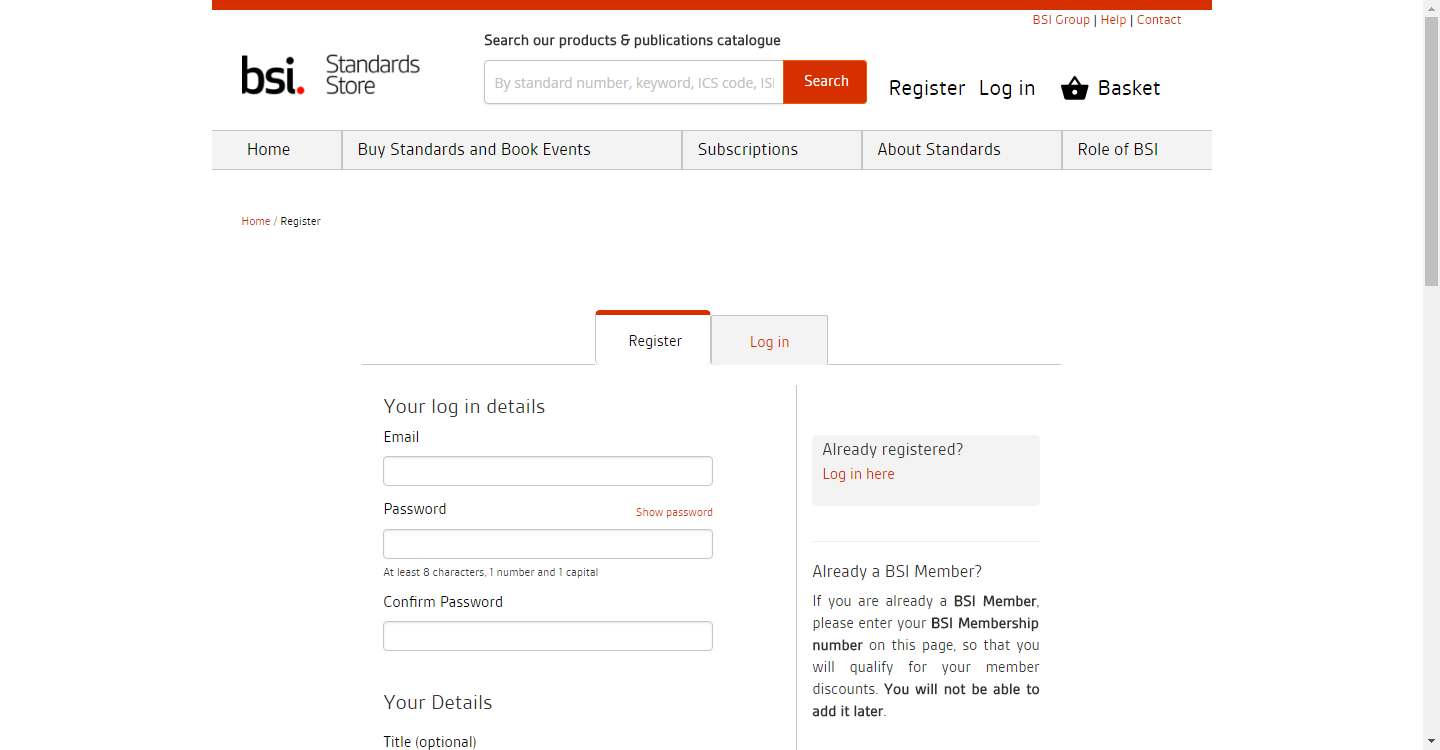 BSI Group | Help | Contact
Search our products & publications catalogue
bsi. Standards Store
By standard number, keyword, ICS code, ISI
Search
Register Log in Basket
Home Buy Standards and Book Events Subscriptions About Standards Role of BSI
Home / Register
Register Log in
Your log in details
Email
Password Show password
At least 8 characters, 1 number and 1 capital
Confirm Password
Your Details
Title (optional)
Already registered?
Log in here
Already a BSI Member?
If you are already a BSI Member,
please enter your BSI Membership
number on this page, so that you
will qualify for your member
discounts. You will not be able to
add it later.